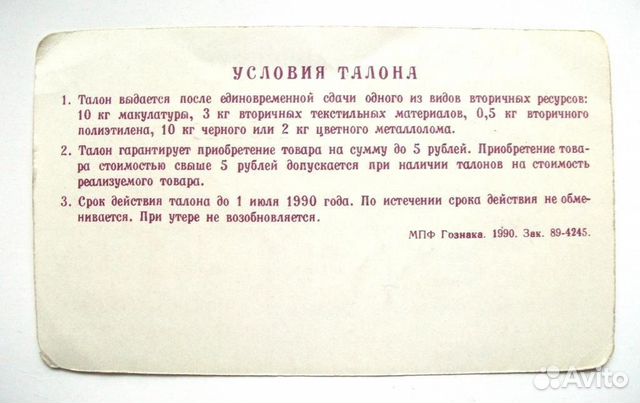 УСЛОВИЯ ТАЛОНА
1. Талон выдается после единовременной сдачи одного из видов вторичных ресурсов:
10 кг макулатуры, 3 кг вторичных текстильных материалов, 0,5 кг вторичного
полиэтилена, 10 кг черного или 2 кг цветного металлолома.
2. Талон гарантирует приобретение товара на сумму до 5 рублей. Приобретение това-
ра стоимостью свыше 5 рублей допускается при наличии талонов на стоимость
реализуемого товара.
3. Срок действия талона до 1 июля 1990 года. По истечении срока действия не обме-
нивается. При утере не возобновляется.
МПФ Гознака. 1990. Зак. 89-4245.
Avito